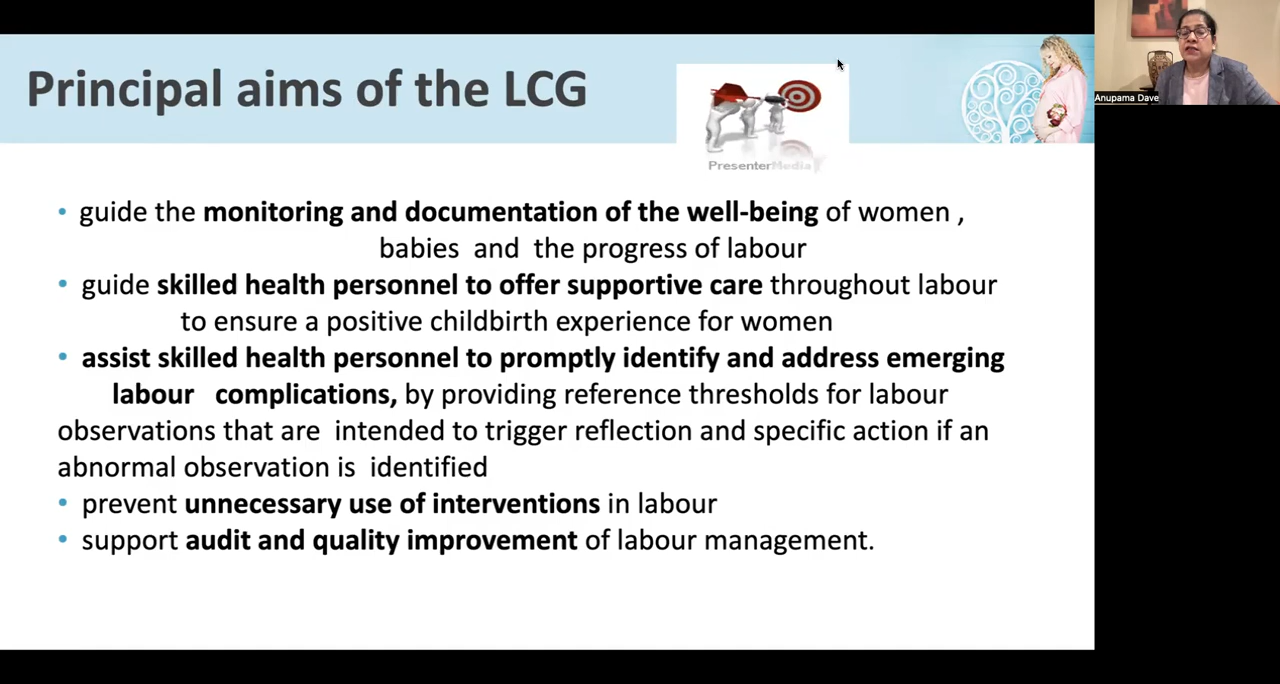 Principal aims of the LCG
PresenterMedia
Anupama Dave
• guide the monitoring and documentation of the well-being of women ,
babies and the progress of labour
• guide skilled health personnel to offer supportive care throughout labour
to ensure a positive childbirth experience for women
• assist skilled health personnel to promptly identify and address emerging
labour complications, by providing reference thresholds for labour
observations that are intended to trigger reflection and specific action if an
abnormal observation is identified
• prevent unnecessary use of interventions in labour
• support audit and quality improvement of labour management.